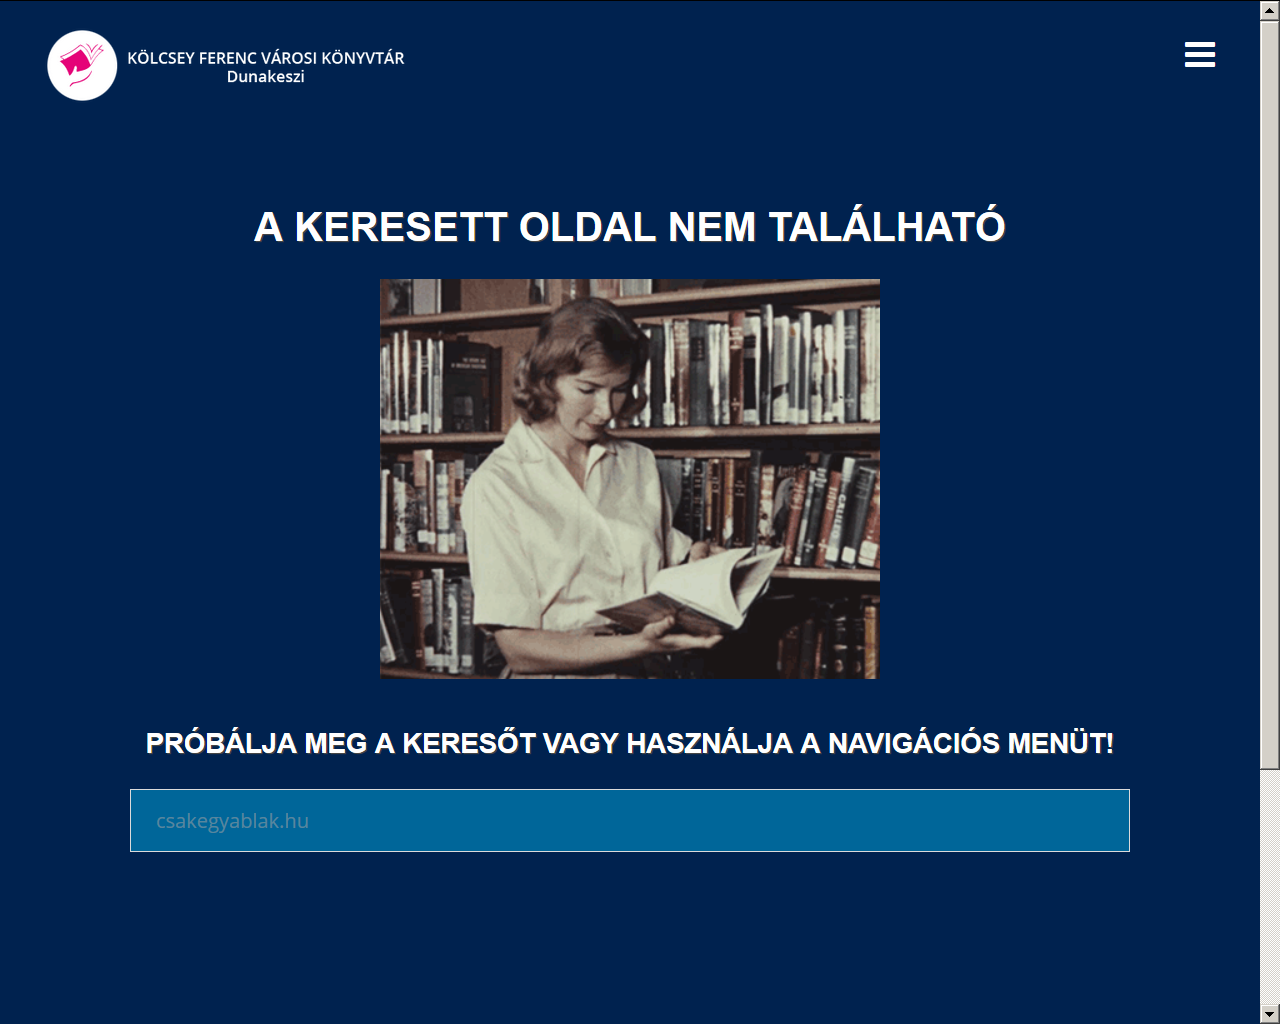 KÖLCSEY FERENC VÁROSI KÖNYVTÁR
Dunakeszi
A KERESETT OLDAL NEM TALÁLHATÓ
PRÓBÁLJA MEG A KERESŐT VAGY HASZNÁLJA A NAVIGÁCIÓS MENÜT!
csakegyablak.hu